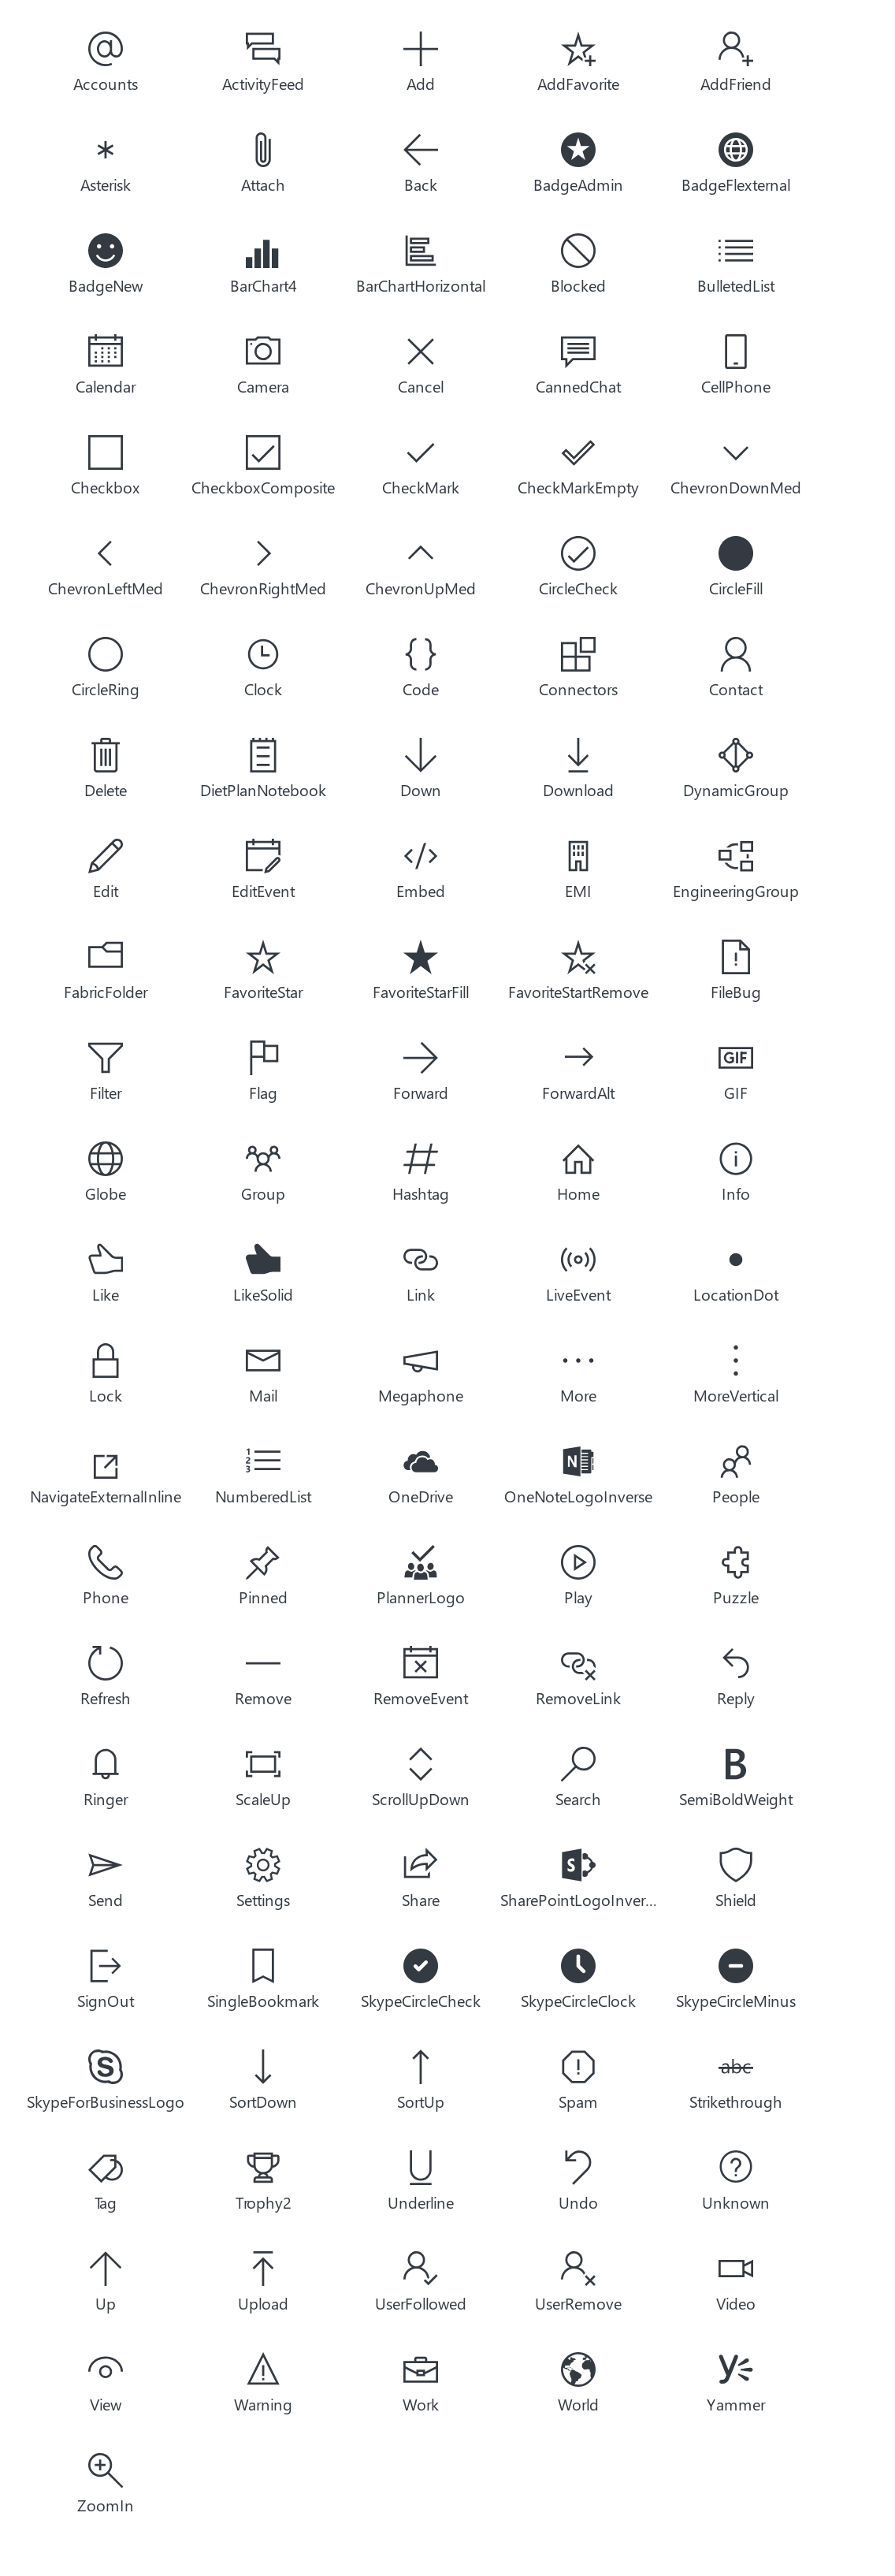 Accounts ActivityFeed Add AddFavorite AddFriend
Asterisk Attach Back BadgeAdmin BadgeFlexternal
BadgeNew BarChart4 BarChartHorizontal Blocked BulletedList
Calendar Camera Cancel CannedChat CellPhone
Checkbox CheckboxComposite CheckMark CheckMarkEmpty ChevronDownMed
ChevronLeftMed ChevronRightMed ChevronUpMed CircleCheck CircleFill
CircleRing Clock Code Connectors Contact
Delete DietPlanNotebook Down Download DynamicGroup
Edit EditEvent Embed EMI EngineeringGroup
FabricFolder FavoriteStar FavoriteStarFill FavoriteStartRemove FileBug
GIF
Filter Flag Forward ForwardAlt GIF
Globe Group Hashtag Home Info
Like LikeSolid Link LiveEvent LocationDot
Lock Mail Megaphone More MoreVertical
1
2
3
N
NavigateExternalInline NumberedList OneDrive OneNoteLogoInverse People
Phone Pinned PlannerLogo Play Puzzle
Refresh Remove RemoveEvent RemoveLink Reply
B
Ringer ScaleUp ScrollUpDown Search SemiBoldWeight
S
Send Settings Share SharePointLogoInver... Shield
SignOut SingleBookmark SkypeCircleCheck SkypeCircleClock SkypeCircleMinus
S abc
SkypeForBusinessLogo SortDown SortUp Spam Strikethrough
U
Tag Trophy2 Underline Undo Unknown
Up Upload UserFollowed UserRemove Video
View Warning Work World Yammer
ZoomIn